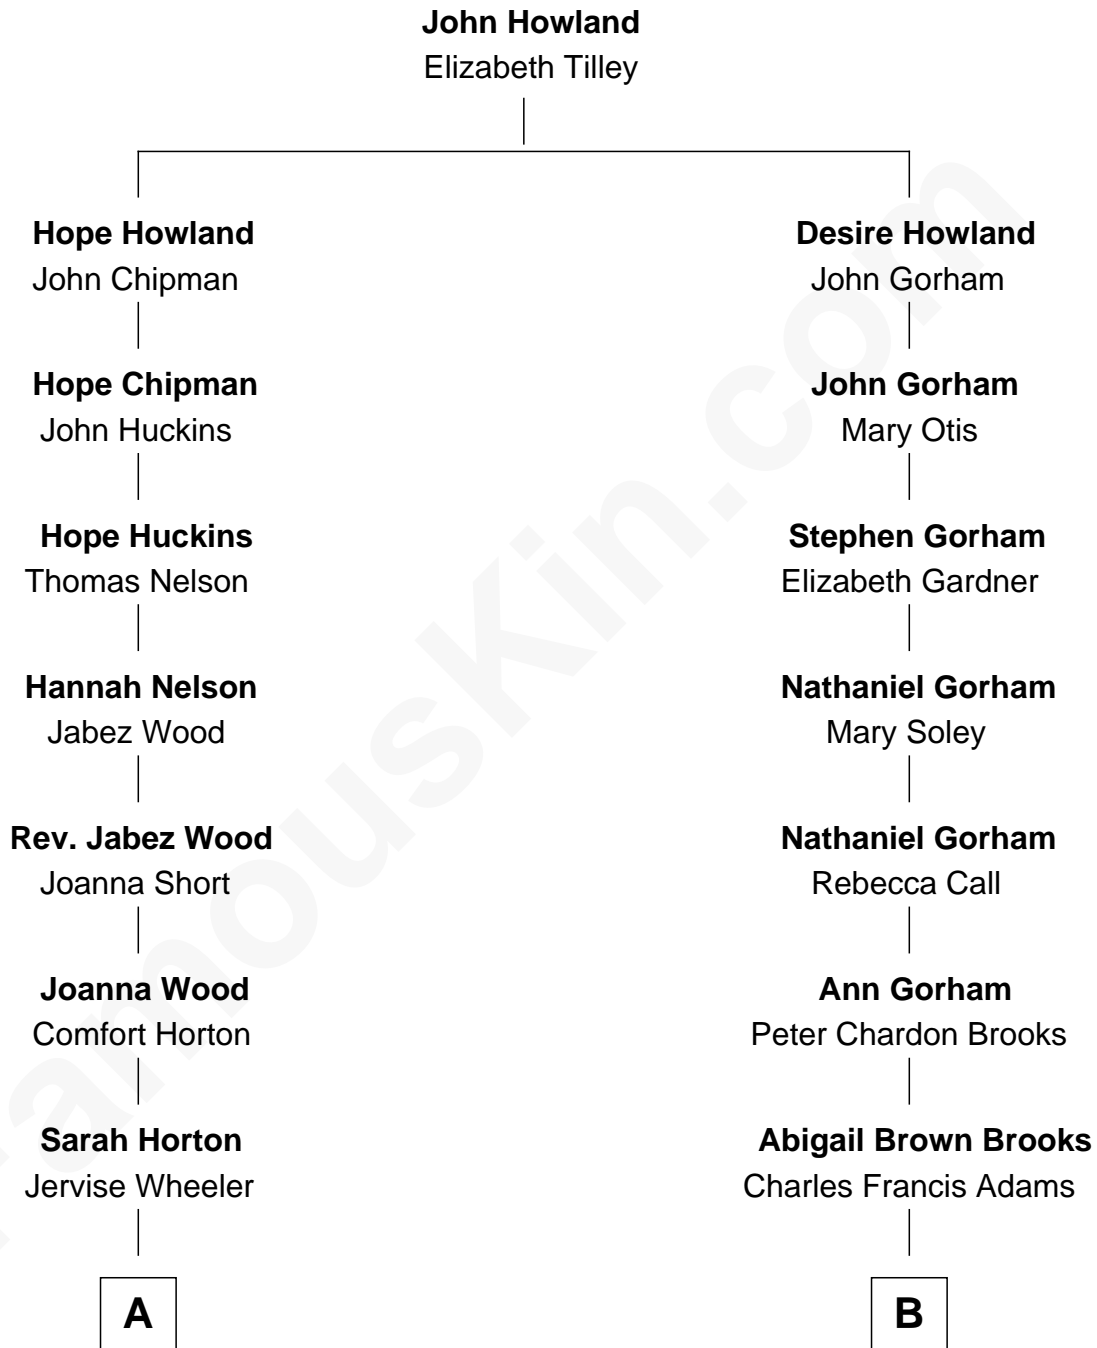 John Howland
Elizabeth Tilley
Hope Howland
John Chipman
Desire Howland
John Gorham
Hope Chipman
John Huckins
John Gorham
Mary Otis
Hope Huckins
Thomas Nelson
Stephen Gorham
Elizabeth Gardner
Hannah Nelson
Jabez Wood
Nathaniel Gorham
Mary Soley
Rev. Jabez Wood
Joanna Short
Nathaniel Gorham
Rebecca Call
Joanna Wood
Comfort Horton
Ann Gorham
Peter Chardon Brooks
Sarah Horton
Jervise Wheeler
Abigail Brown Brooks
Charles Francis Adams
A
B
FamousKin.com